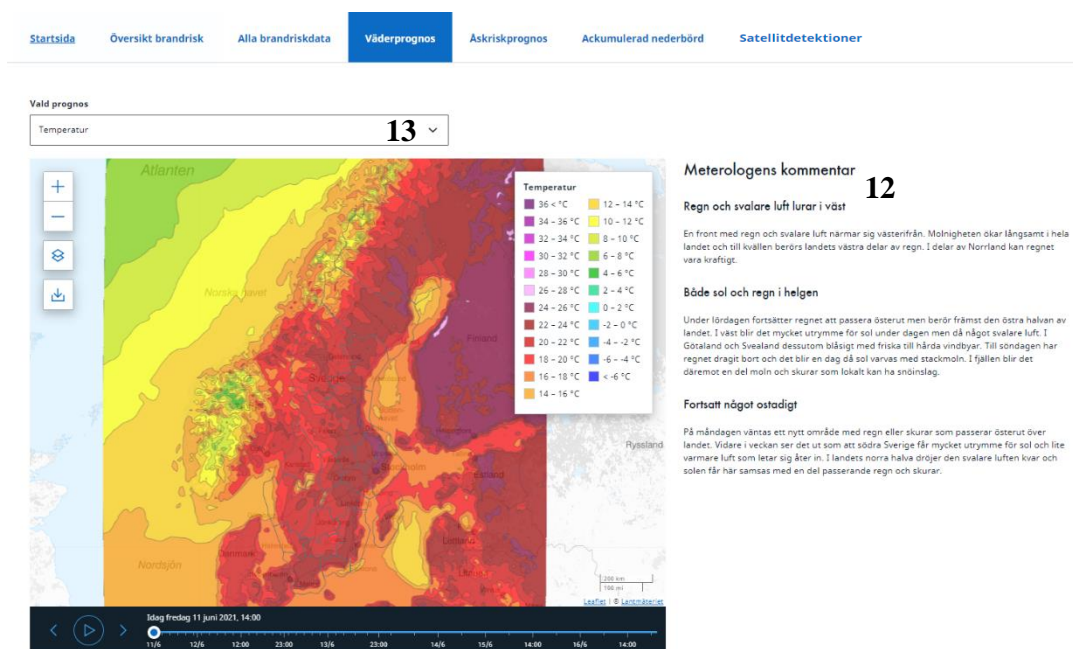 Startsida Översikt brandrisk Alla brandriskdata Väderprognos Åskriskprognos Ackumulerad nederbörd Satellitdetektioner
Vald prognos
Temperatur 13
Atlanten
Norska havet
Sverige
Finland
Stockholm
Estland
Ryssland
Lettland
Danmark
Nordsjön
Temperatur
36 < °C 12 – 14 °C
34 – 36 °C 10 – 12 °C
32 – 34 °C 8 – 10 °C
30 – 32 °C 6 – 8 °C
28 – 30 °C 4 – 6 °C
26 – 28 °C 2 – 4 °C
24 – 26 °C 0 – 2 °C
22 – 24 °C -2 – 0 °C
20 – 22 °C -4 – -2 °C
18 – 20 °C -6 – -4 °C
16 – 18 °C < -6 °C
14 – 16 °C
200 km
100 mi
Leaflet | © Lantmäteriet
Idag fredag 11 juni 2021, 14:00
11/6 12/6 12:00 23:00 13/6 23:00 14/6 15/6 14:00 16/6 14:00
Meterologens kommentar
12
Regn och svalare luft lurar i väst
En front med regn och svalare luft närmar sig västerifrån. Molnigheten ökar långsamt i hela
landet och till kvällen berörs landets västra delar av regn. I delar av Norrland kan regnet
vara kraftigt.
Både sol och regn i helgen
Under lördagen fortsätter regnet att passera österut men berör främst den östra halvan av
landet. I väst blir det mycket utrymme för sol under dagen men då något svalare luft. I
Götaland och Svealand dessutom blåsigt med friska till hårda vindbyar. Till söndagen har
regnet dragit bort och det blir en dag då sol varvas med stackmoln. I fjällen blir det
däremot en del moln och skurar som lokalt kan ha snöinslag.
Fortsatt något ostadigt
På måndagen väntas ett nytt område med regn eller skurar som passerar österut över
landet. Vidare i veckan ser det ut som att södra Sverige får mycket utrymme för sol och lite
varmare luft som letar sig åter in. I landets norra halva dröjer den svalare luften kvar och
solen får här samsas med en del passerande regn och skurar.